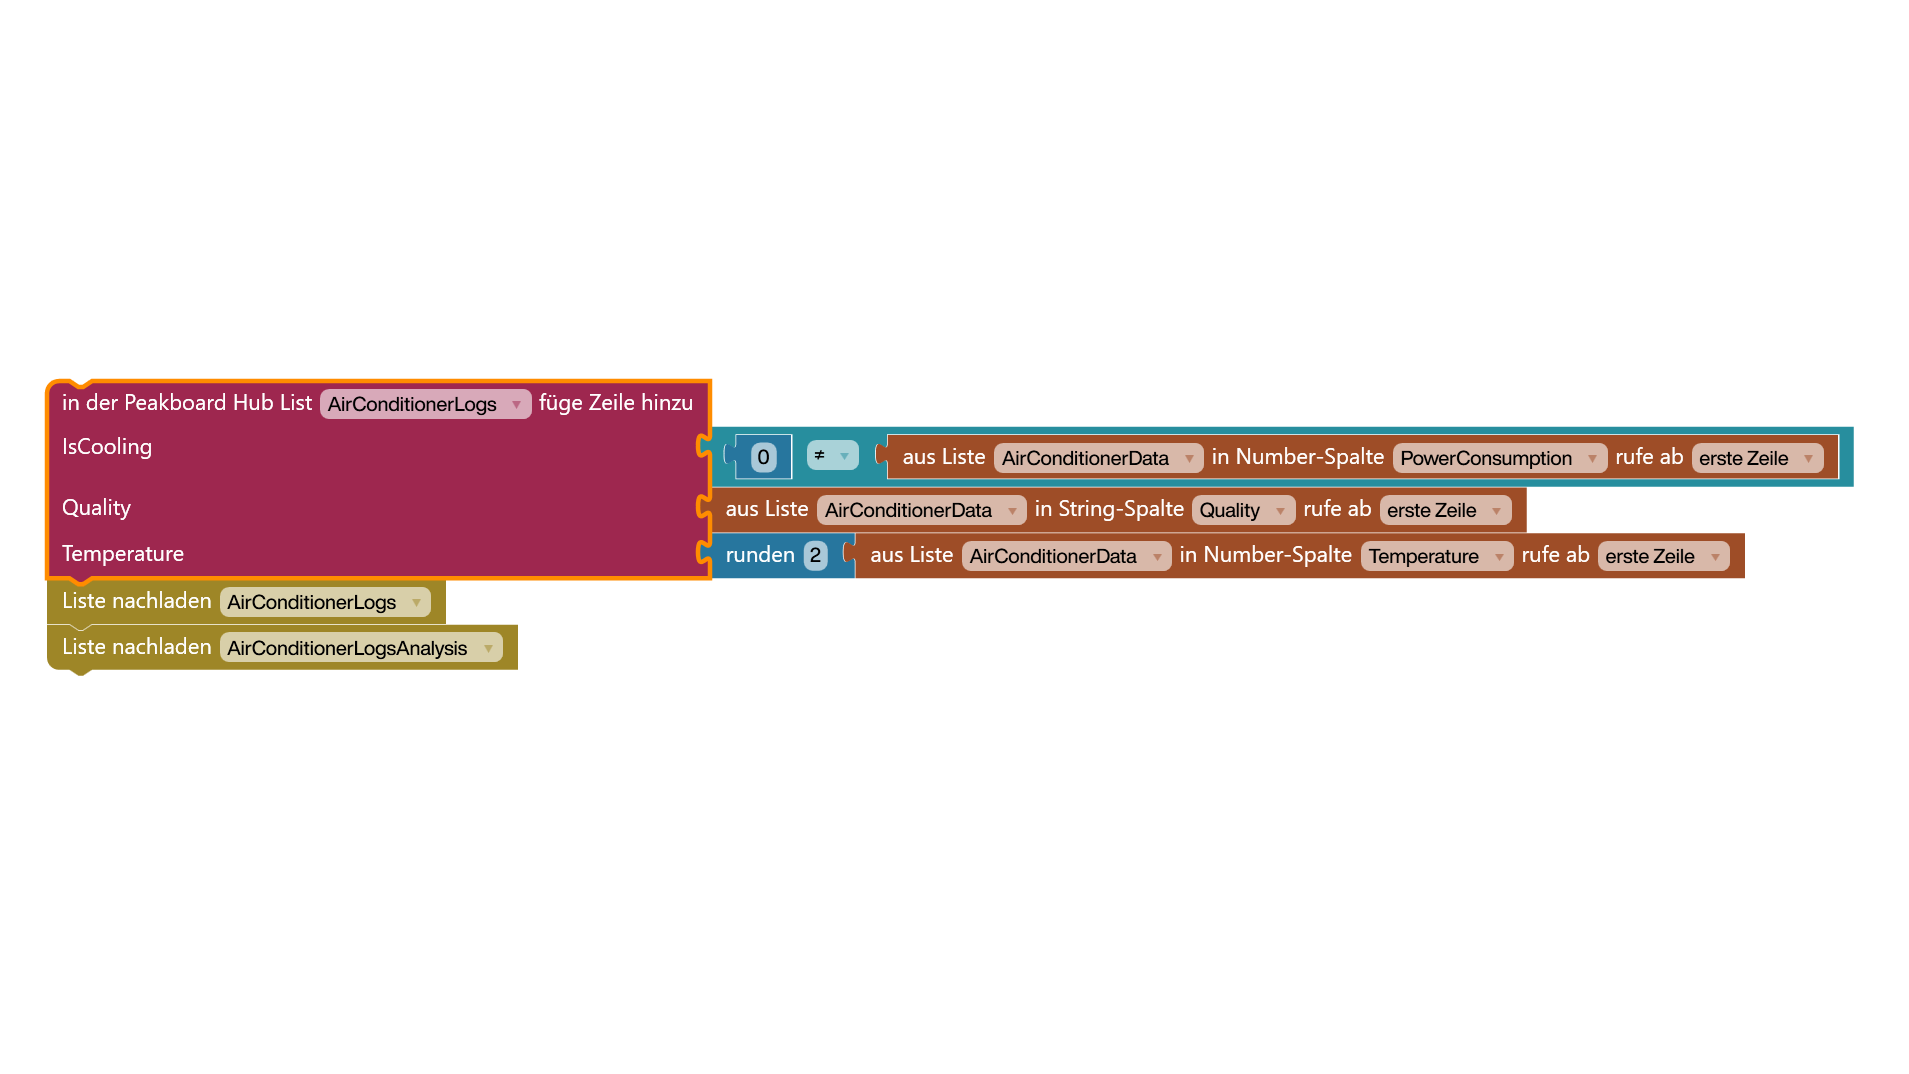 in der Peakboard Hub List AirConditionerLogs füge Zeile hinzu
IsCooling 0 ≠ aus Liste AirConditionerData in Number-Spalte PowerConsumption rufe ab erste Zeile
Quality aus Liste AirConditionerData in String-Spalte Quality rufe ab erste Zeile
Temperature runden 2 aus Liste AirConditionerData in Number-Spalte Temperature rufe ab erste Zeile
Liste nachladen AirConditionerLogs
Liste nachladen AirConditionerLogsAnalysis